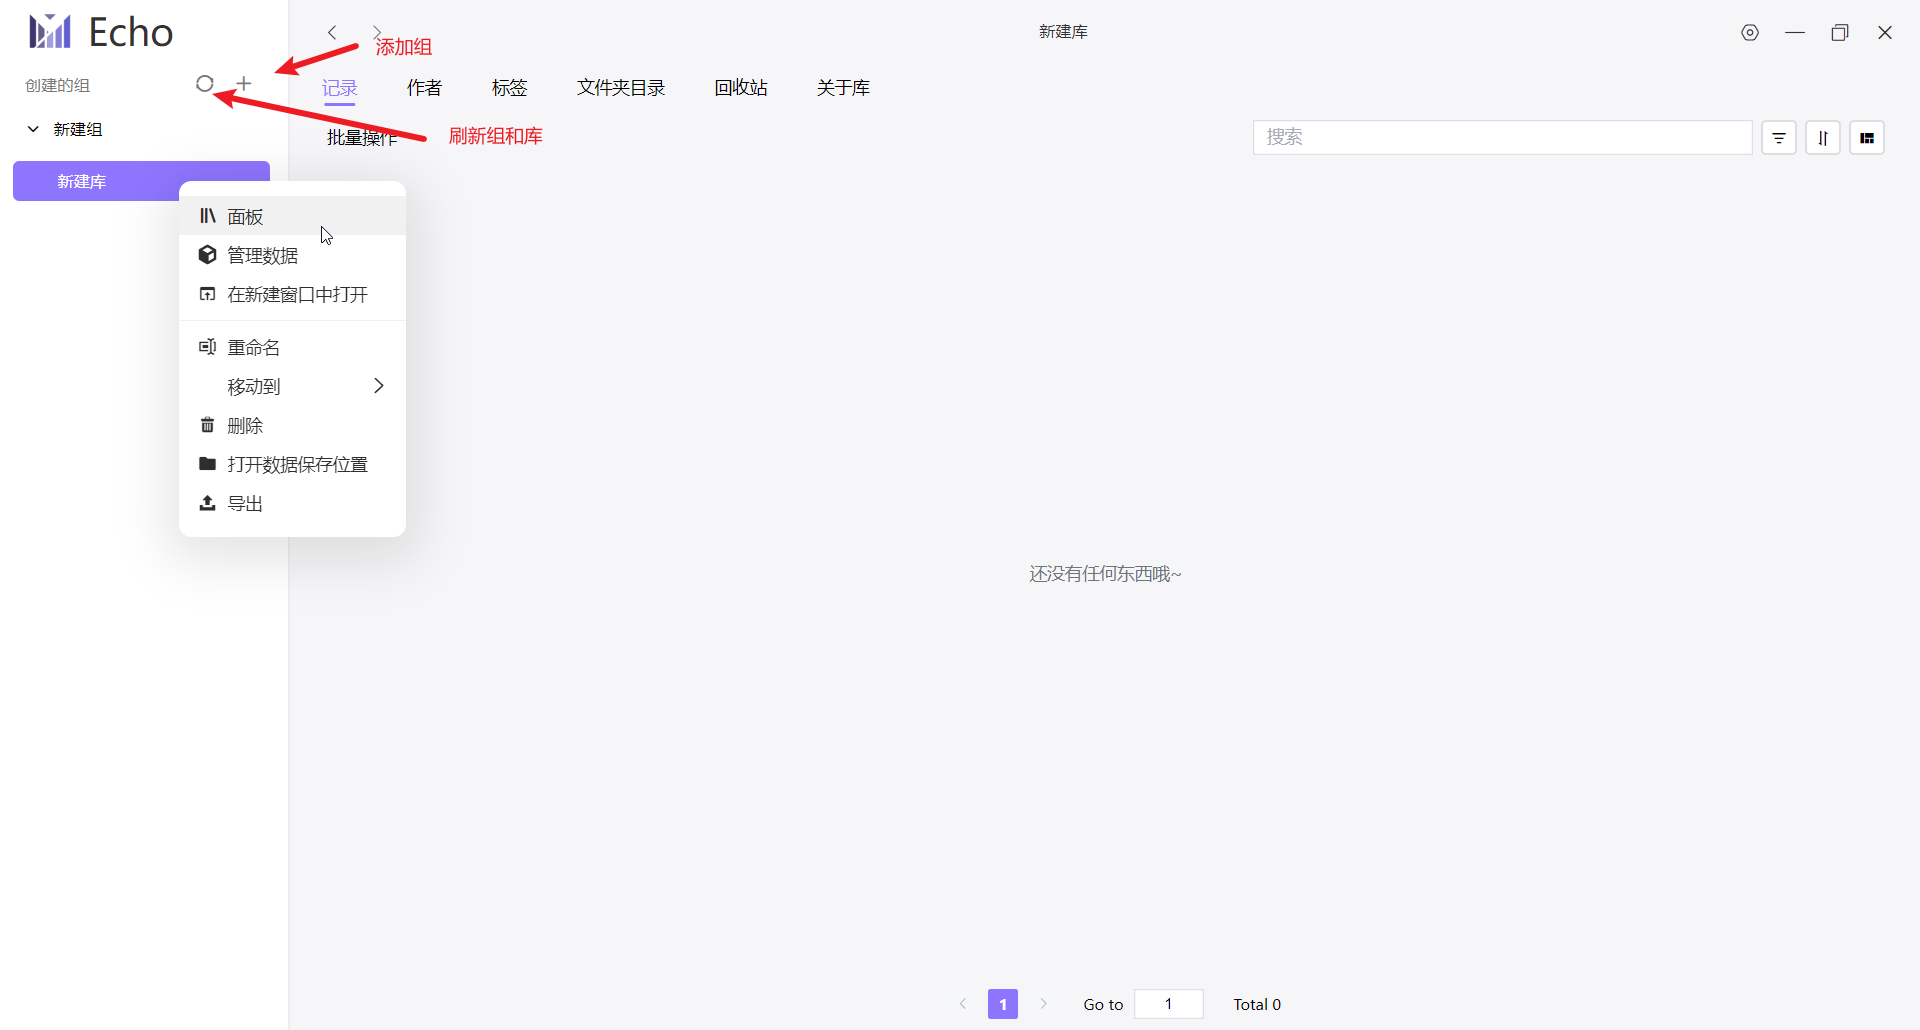 Echo
新建库
添加组
创建的组
记录
作者
标签
文件夹目录
回收站
关于库
新建组
批量操作
刷新组和库
搜索
新建库
面板
管理数据
在新建窗口中打开
重命名
移动到
删除
打开数据保存位置
导出
还没有任何东西哦~
1
Go to
1
Total 0